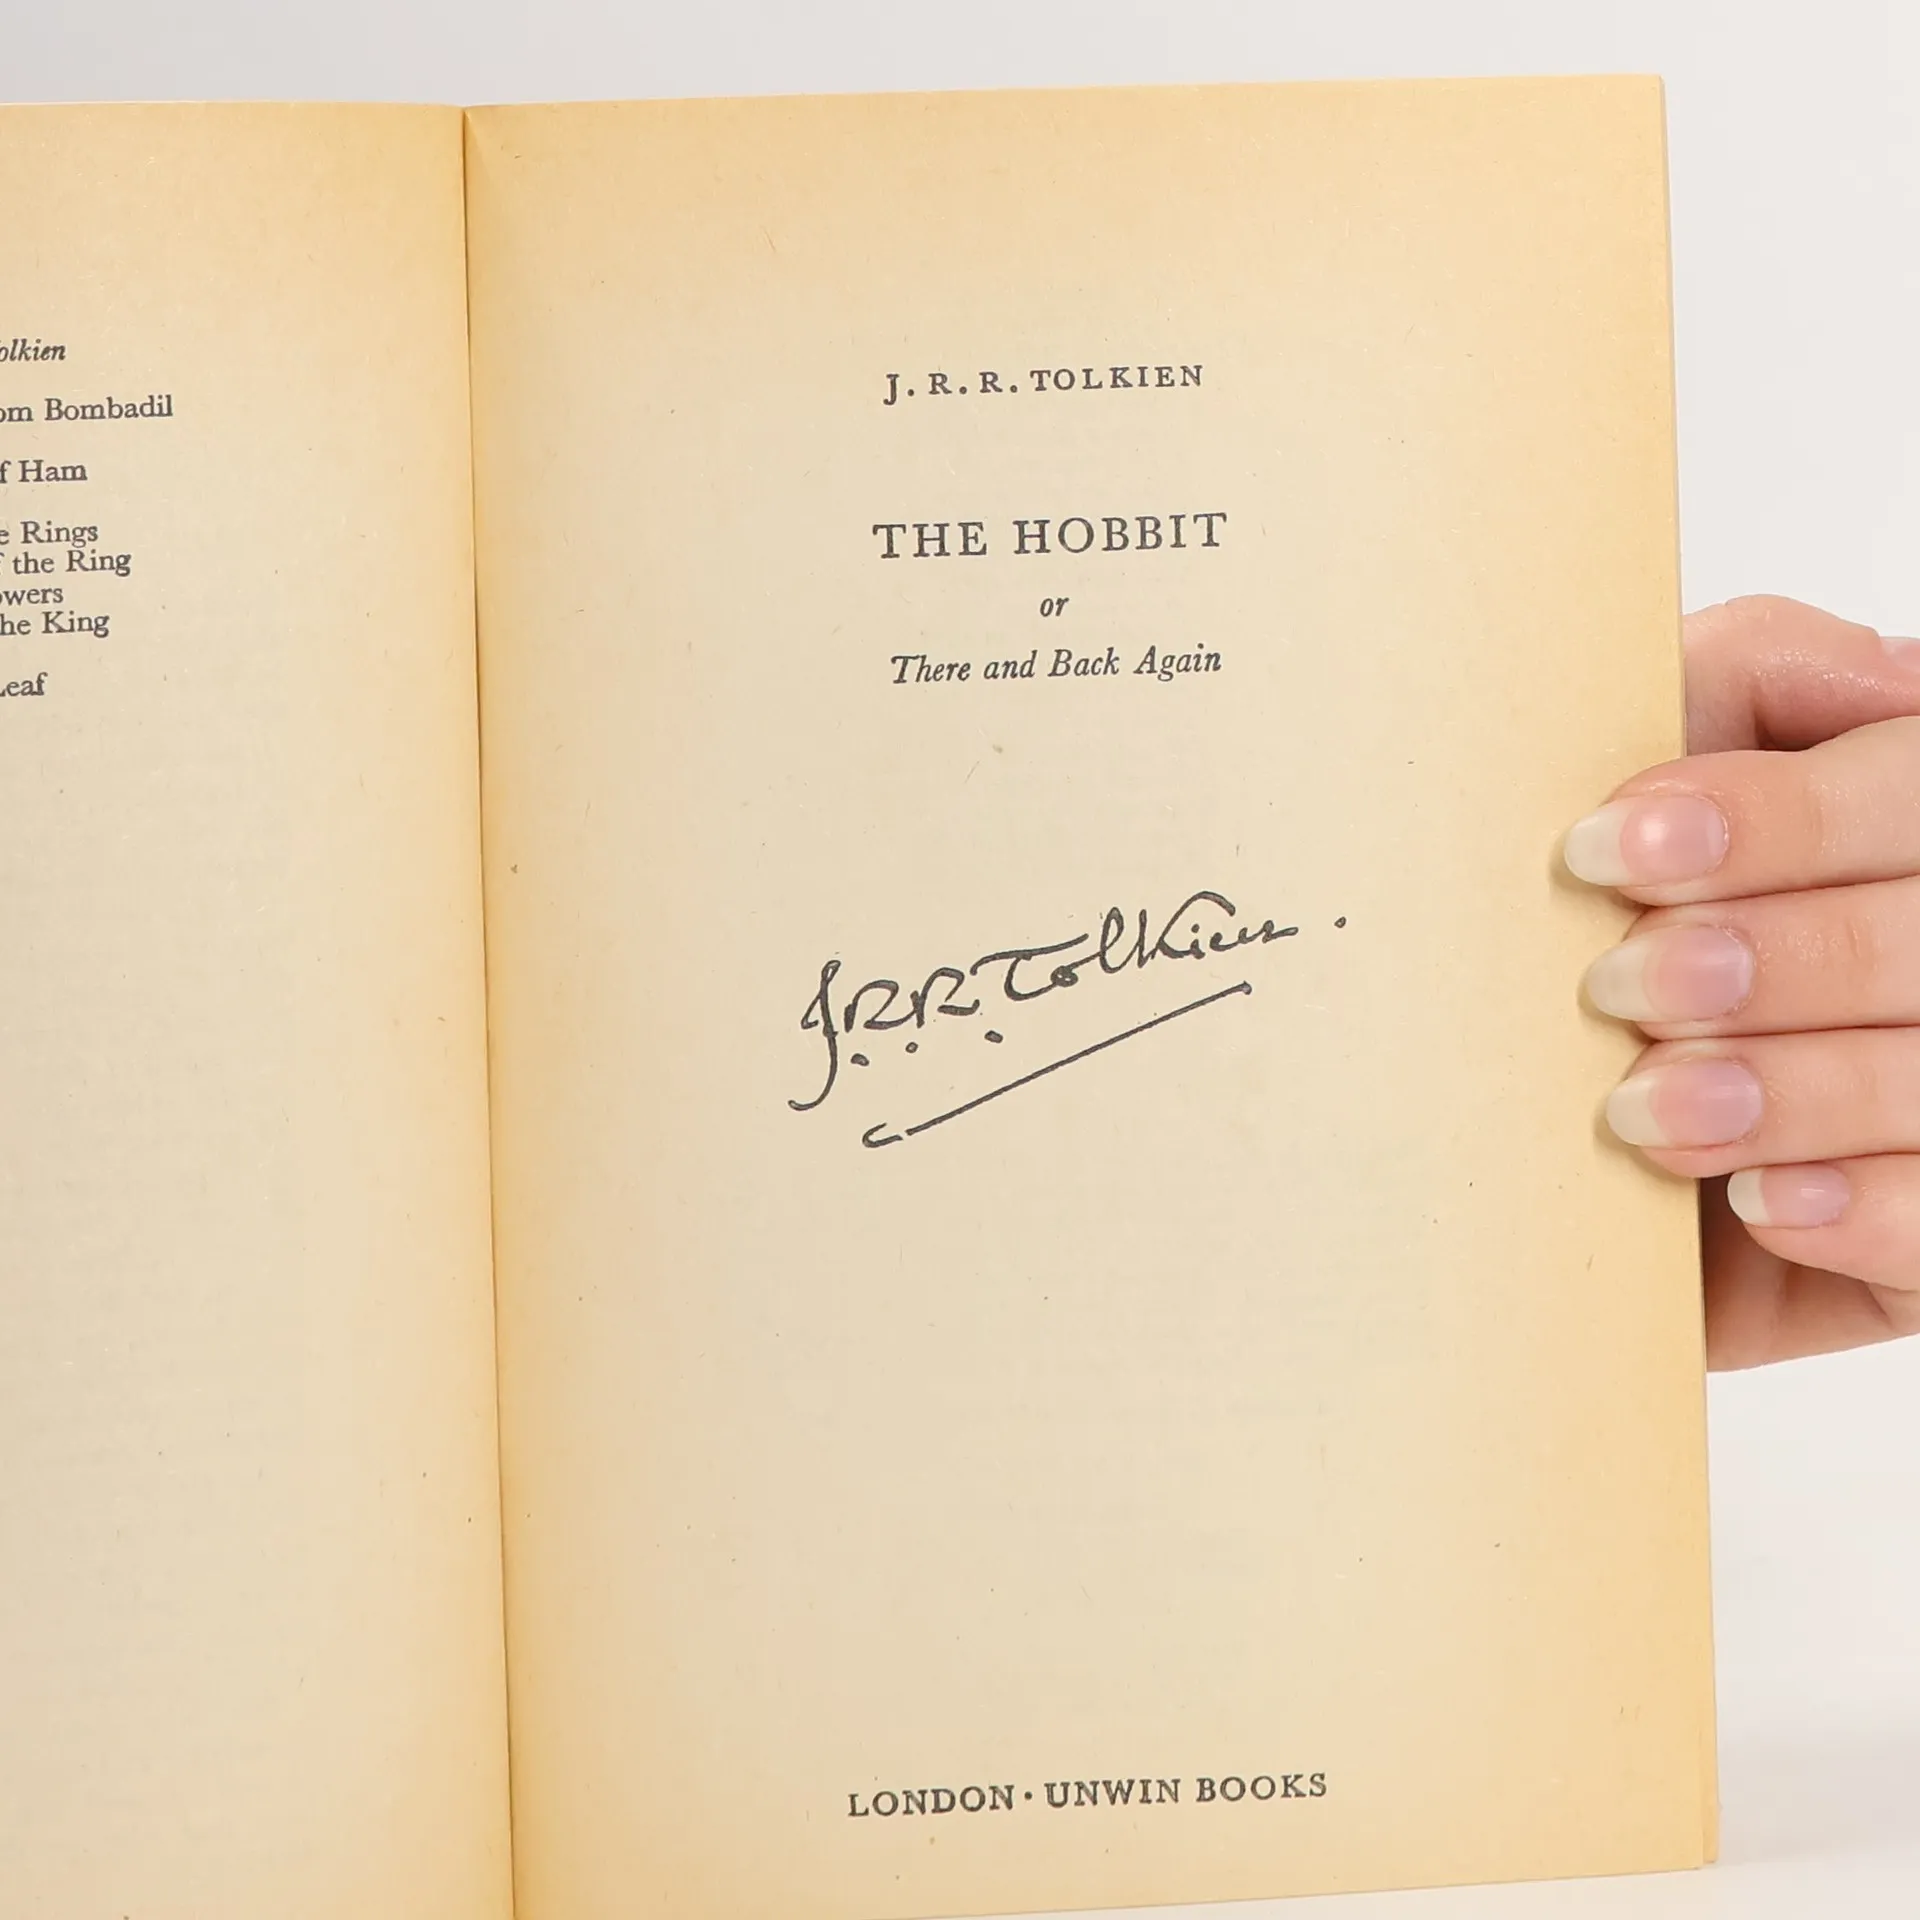 olkien
om Bombadil
f Ham
e Rings
f the Ring
owers
he King
Leaf
J. R. R. TOLKIEN
THE HOBBIT
or
There and Back Again
J.R.R.Tolkien.
LONDON · UNWIN BOOKS